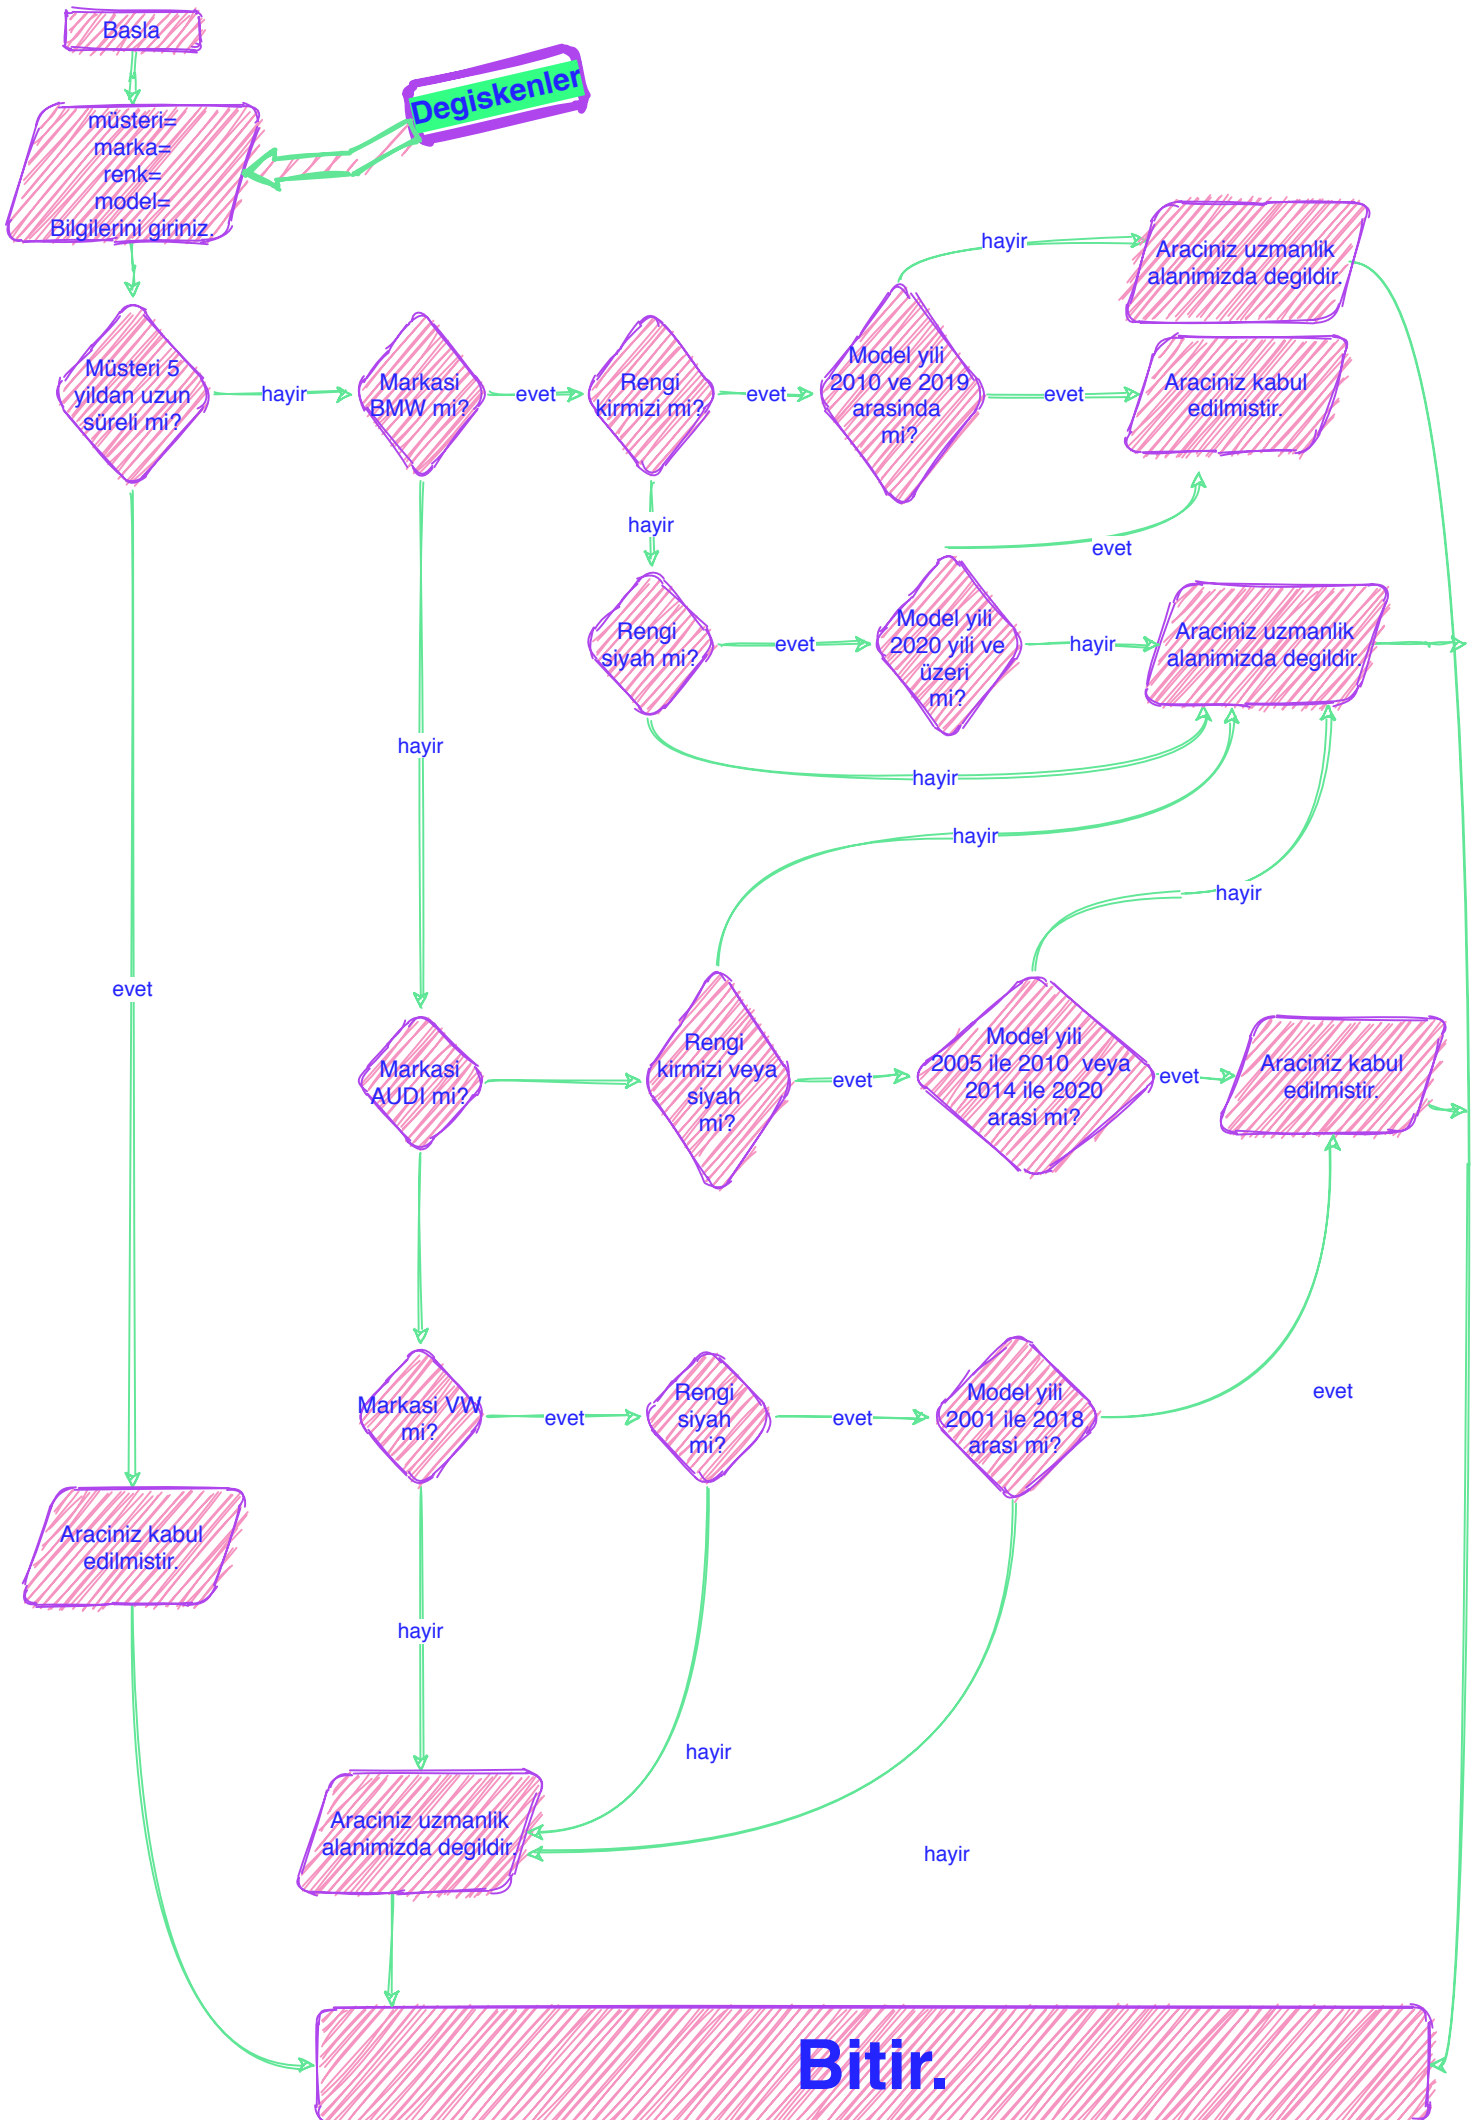 Basla
Degiskenler
müsteri=
marka=
renk=
model=
Bilgilerini giriniz.
hayir
Araciniz uzmanlik
alanimizda degildir.
Müsteri 5
yildan uzun
süreli mi?
hayir
Markasi
BMW mi?
evet
Rengi
kirmizi mi?
evet
Model yili
2010 ve 2019
arasinda
mi?
evet
Araciniz kabul
edilmistir.
hayir
evet
Rengi
siyah mi?
evet
Model yili
2020 yili ve
üzeri
mi?
hayir
Araciniz uzmanlik
alanimizda degildir.
hayir
hayir
hayir
hayir
evet
Markasi
AUDI mi?
Rengi
kirmizi veya
siyah
mi?
evet
Model yili
2005 ile 2010  veya
2014 ile 2020
arasi mi?
evet
Araciniz kabul
edilmistir.
Markasi VW
mi?
evet
Rengi
siyah
mi?
evet
Model yili
2001 ile 2018
arasi mi?
evet
Araciniz kabul
edilmistir.
hayir
hayir
Araciniz uzmanlik
alanimizda degildir.
hayir
Bitir.